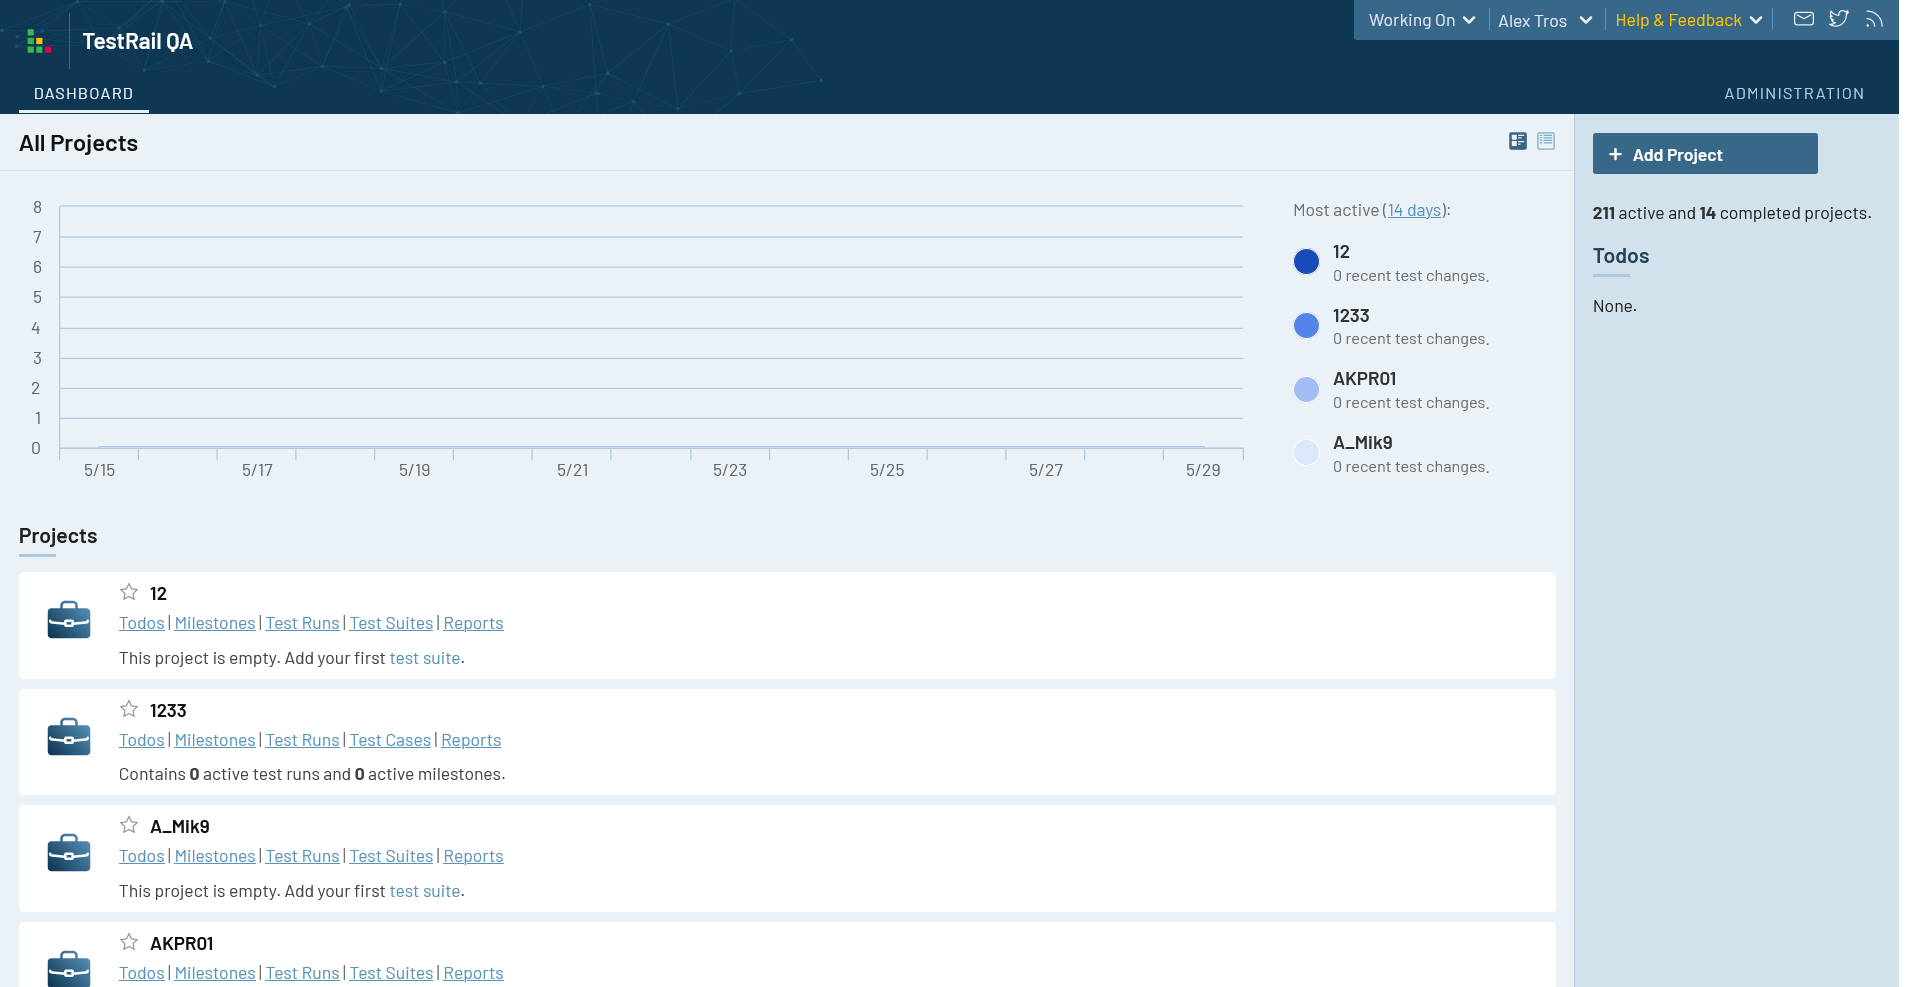 Working On
Alex Tros
Help & Feedback
TestRail QA
DASHBOARD
ADMINISTRATION
All Projects
8
7
6
5
4
3
2
1
0
5/15 5/17 5/19 5/21 5/23 5/25 5/27 5/29
Most active (14 days):
12
0 recent test changes.
1233
0 recent test changes.
AKPR01
0 recent test changes.
A_Mik9
0 recent test changes.
+ Add Project
211 active and 14 completed projects.
Todos
None.
Projects
12
Todos | Milestones | Test Runs | Test Suites | Reports
This project is empty. Add your first test suite.
1233
Todos | Milestones | Test Runs | Test Cases | Reports
Contains 0 active test runs and 0 active milestones.
A_Mik9
Todos | Milestones | Test Runs | Test Suites | Reports
This project is empty. Add your first test suite.
AKPR01
Todos | Milestones | Test Runs | Test Suites | Reports